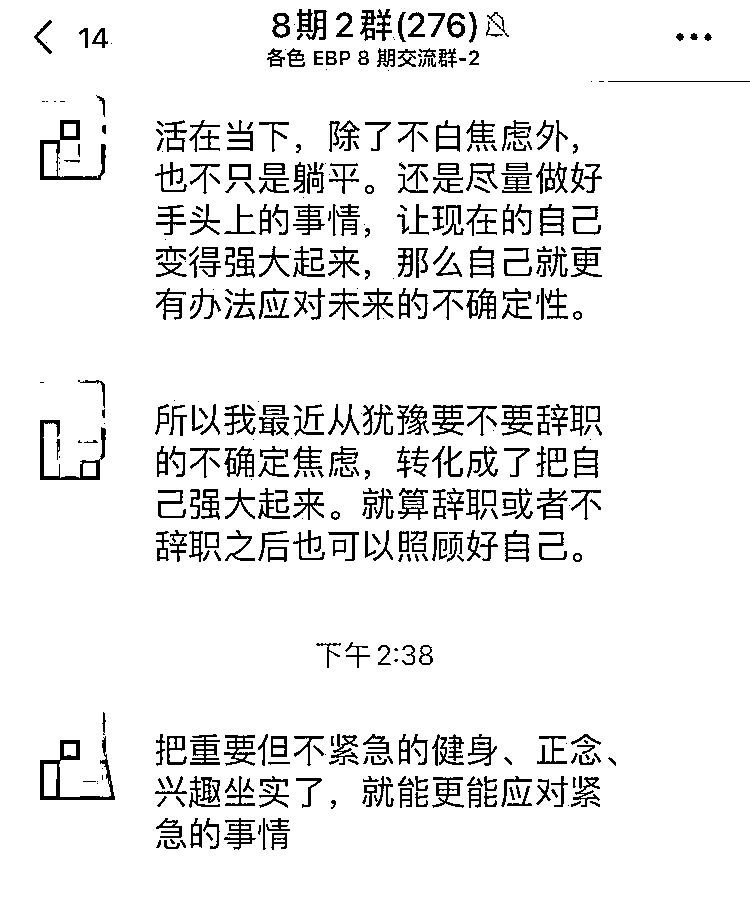 14
8期2群(276)
各色 EBP 8 期交流群-2
活在当下，除了不白焦虑外，
也不只是躺平。还是尽量做好
手头上的事情，让现在的自己
变得强大起来，那么自己就更
有办法应对未来的不确定性。
所以我最近从犹豫要不要辞职
的不确定焦虑，转化成了把自
己强大起来。就算辞职或者不
辞职之后也可以照顾好自己。
下午 2:38
把重要但不紧急的健身、正念、
兴趣坐实了，就能更能应对紧
急的事情